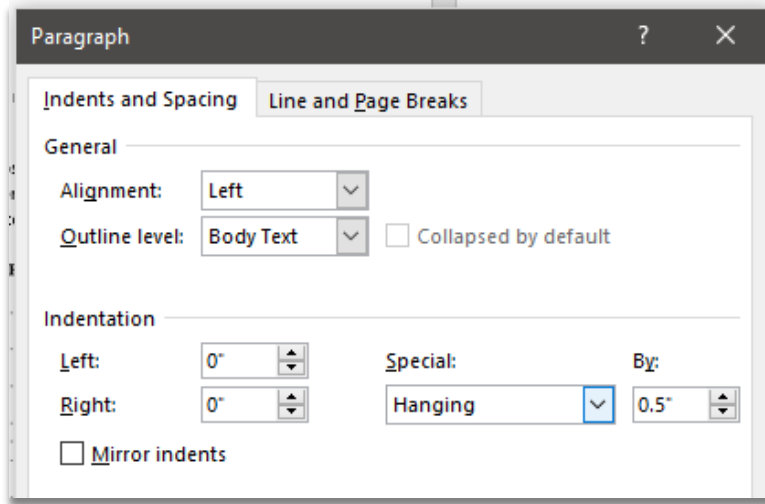 Paragraph ?
Indents and Spacing Line and Page Breaks
General
Alignment: Left
Outline level: Body Text Collapsed by default
Indentation
Left: 0" Special: By:
Right: 0" Hanging 0.5"
Mirror indents